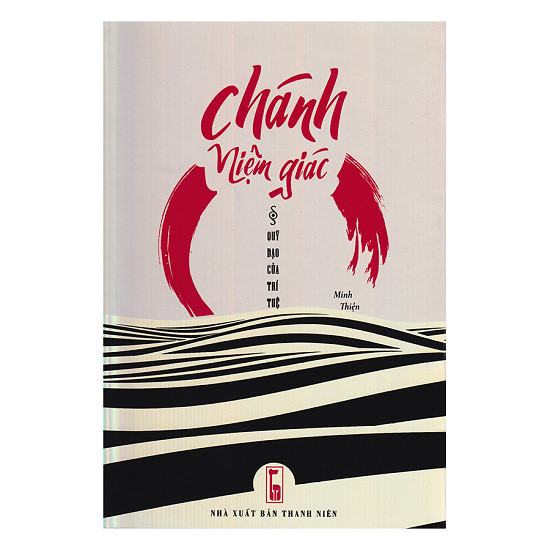 Chánh
Niệm giác
QUỸ
ĐẠO
CỦA
TRÍ
TUỆ
Minh
Thiện
NHÀ XUẤT BẢN THANH NIÊN